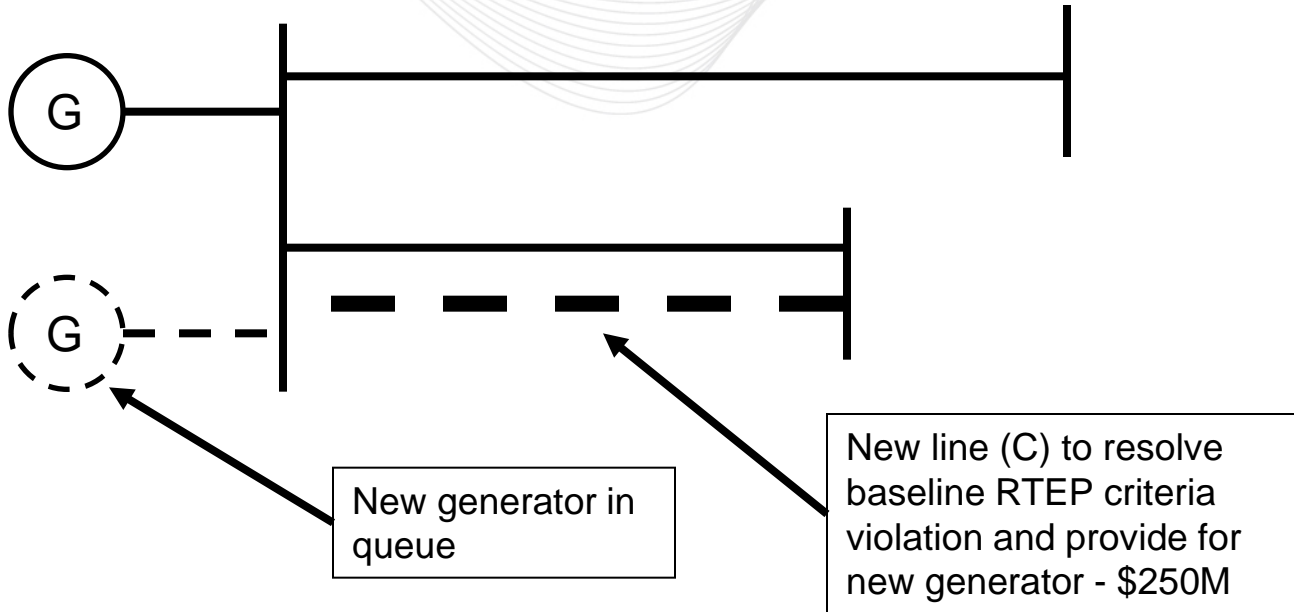 G
G
New generator in
queue
New line (C) to resolve
baseline RTEP criteria
violation and provide for
new generator - $250M